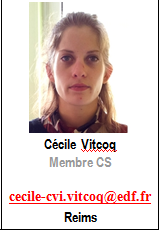 Cécile Vitcoq
Membre CS
cecile-cvi.vitcoq@edf.fr
Reims